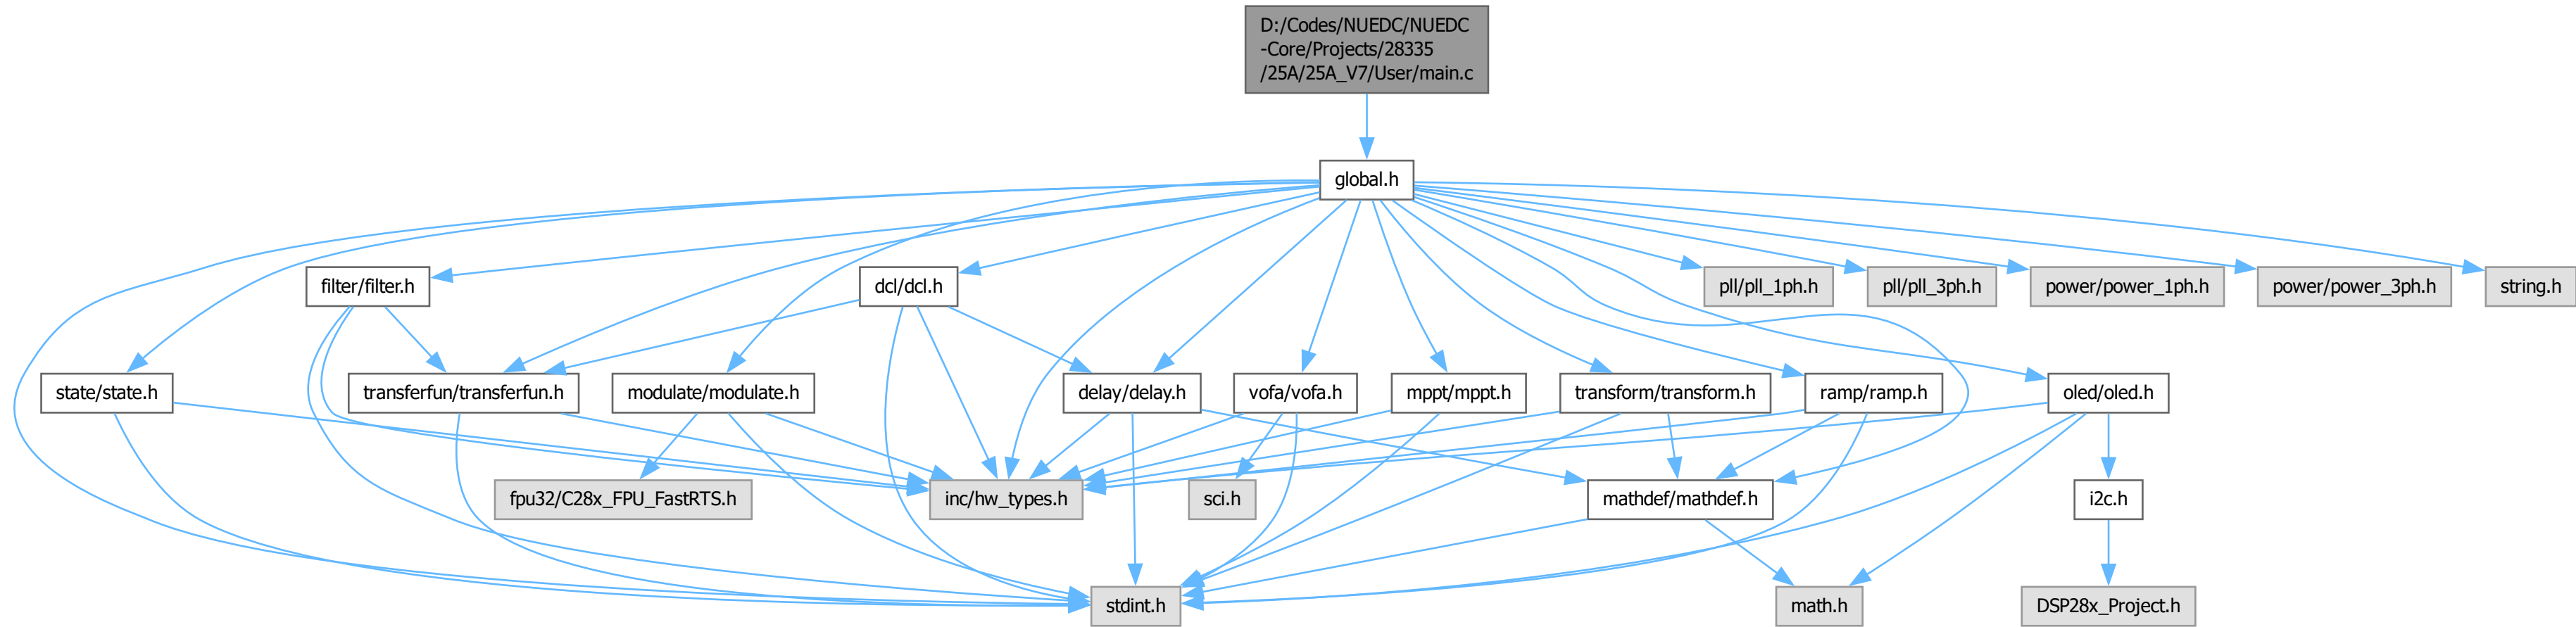 D:/Codes/NUEDC/NUEDC
-Core/Projects/28335
/25A/25A_V7/User/main.c
global.h
filter/filter.h
dcl/dcl.h
pll/pll_1ph.h
pll/pll_3ph.h
power/power_1ph.h
power/power_3ph.h
string.h
state/state.h
transferfun/transferfun.h
modulate/modulate.h
delay/delay.h
vofa/vofa.h
mppt/mppt.h
transform/transform.h
ramp/ramp.h
oled/oled.h
fpu32/C28x_FPU_FastRTS.h
inc/hw_types.h
sci.h
mathdef/mathdef.h
i2c.h
stdint.h
math.h
DSP28x_Project.h